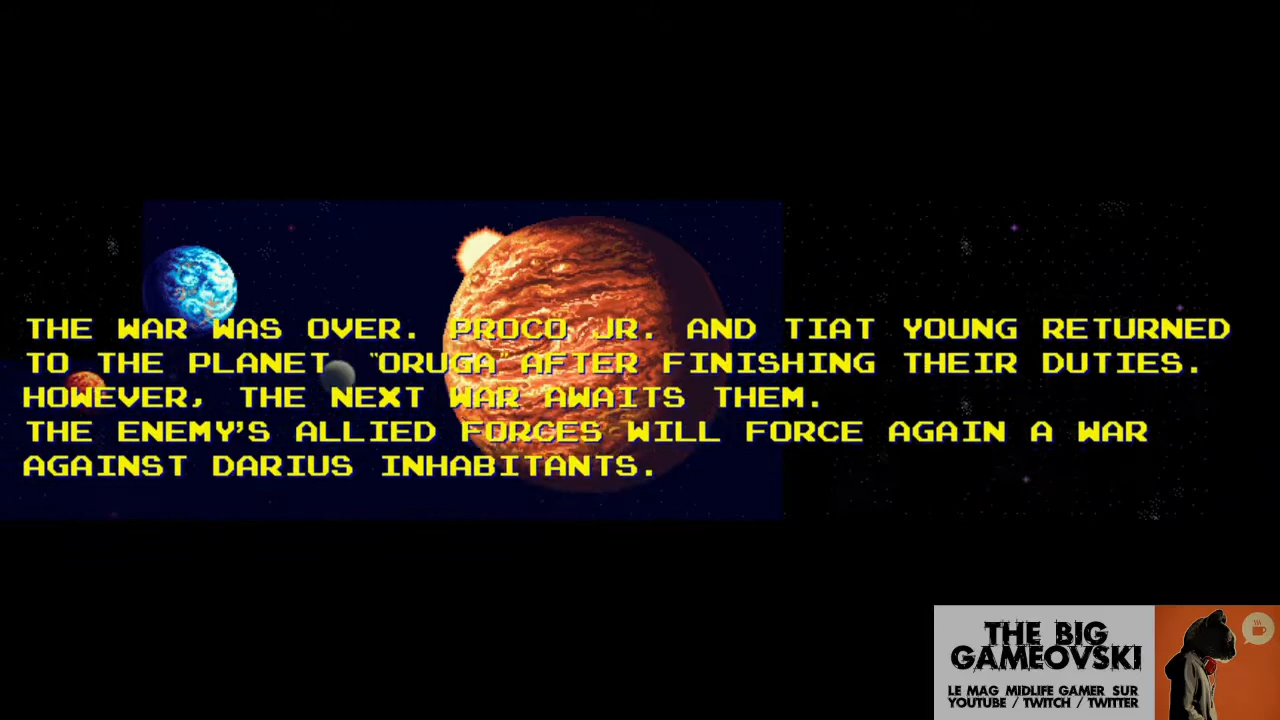 THE WAR WAS OVER. PROCO JR. AND TIAT YOUNG RETURNED
TO THE PLANET "ORUGA" AFTER FINISHING THEIR DUTIES.
HOWEVER, THE NEXT WAR AWAITS THEM.
THE ENEMY'S ALLIED FORCES WILL FORCE AGAIN A WAR
AGAINST DARIUS INHABITANTS.
THE BIG
GAMEOVSKI
LE MAG MIDLIFE GAMER SUR
YOUTUBE / TWITCH / TWITTER